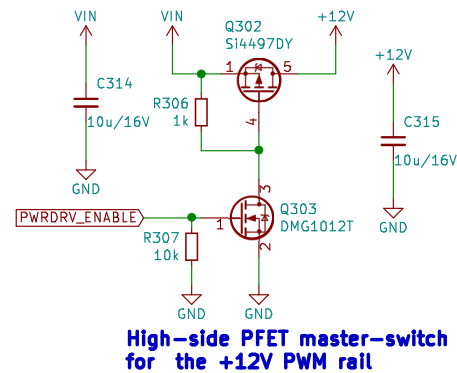 VIN
VIN
Q302
Si4497DY
+12V
1
5
+12V
C314
R306
1k
10u/16V
4
C315
10u/16V
GND
3
PWRDRV_ENABLE
1
Q303
DMG1012T
GND
R307
10k
2
GND
GND
High-side PFET master-switch
for the +12V PWM rail